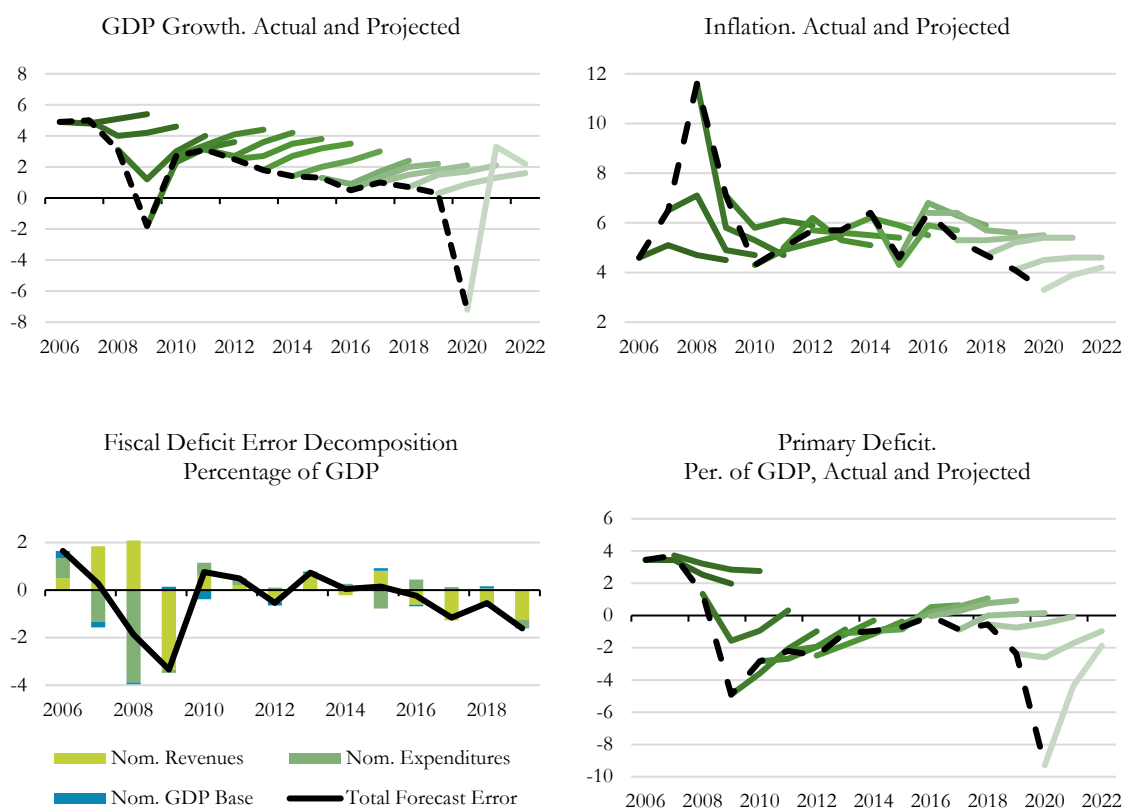 GDP Growth. Actual and Projected
8
6
4
2
0
-2
-4
-6
-8
2006 2008 2010 2012 2014 2016 2018 2020 2022
Inflation. Actual and Projected
12
10
8
6
4
2
2006 2008 2010 2012 2014 2016 2018 2020 2022
Fiscal Deficit Error Decomposition
Percentage of GDP
2
0
-2
-4
2006 2008 2010 2012 2014 2016 2018
Nom. Revenues
Nom. Expenditures
Nom. GDP Base
Total Forecast Error
Primary Deficit.
Per. of GDP, Actual and Projected
6
4
2
0
-2
-4
-6
-8
-10
2006 2008 2010 2012 2014 2016 2018 2020 2022